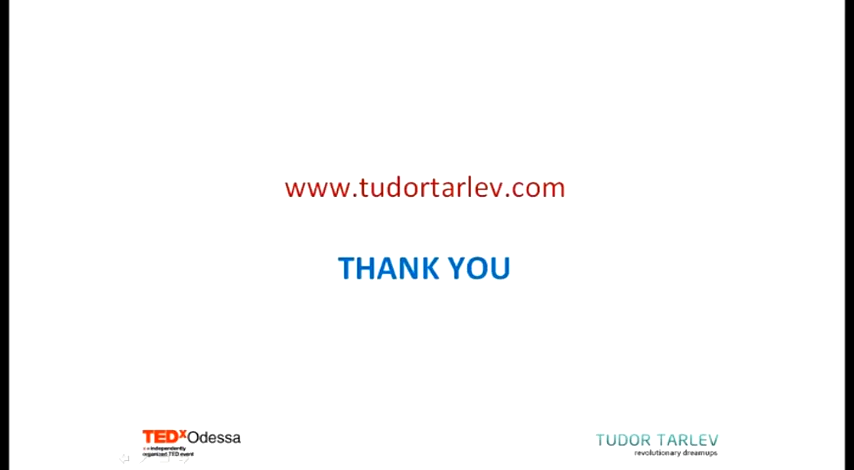 www.tudortarlev.com
THANK YOU
TEDxOdessa
x = independently
organized TED event
TUDOR TARLEV
revolutionary dreamups